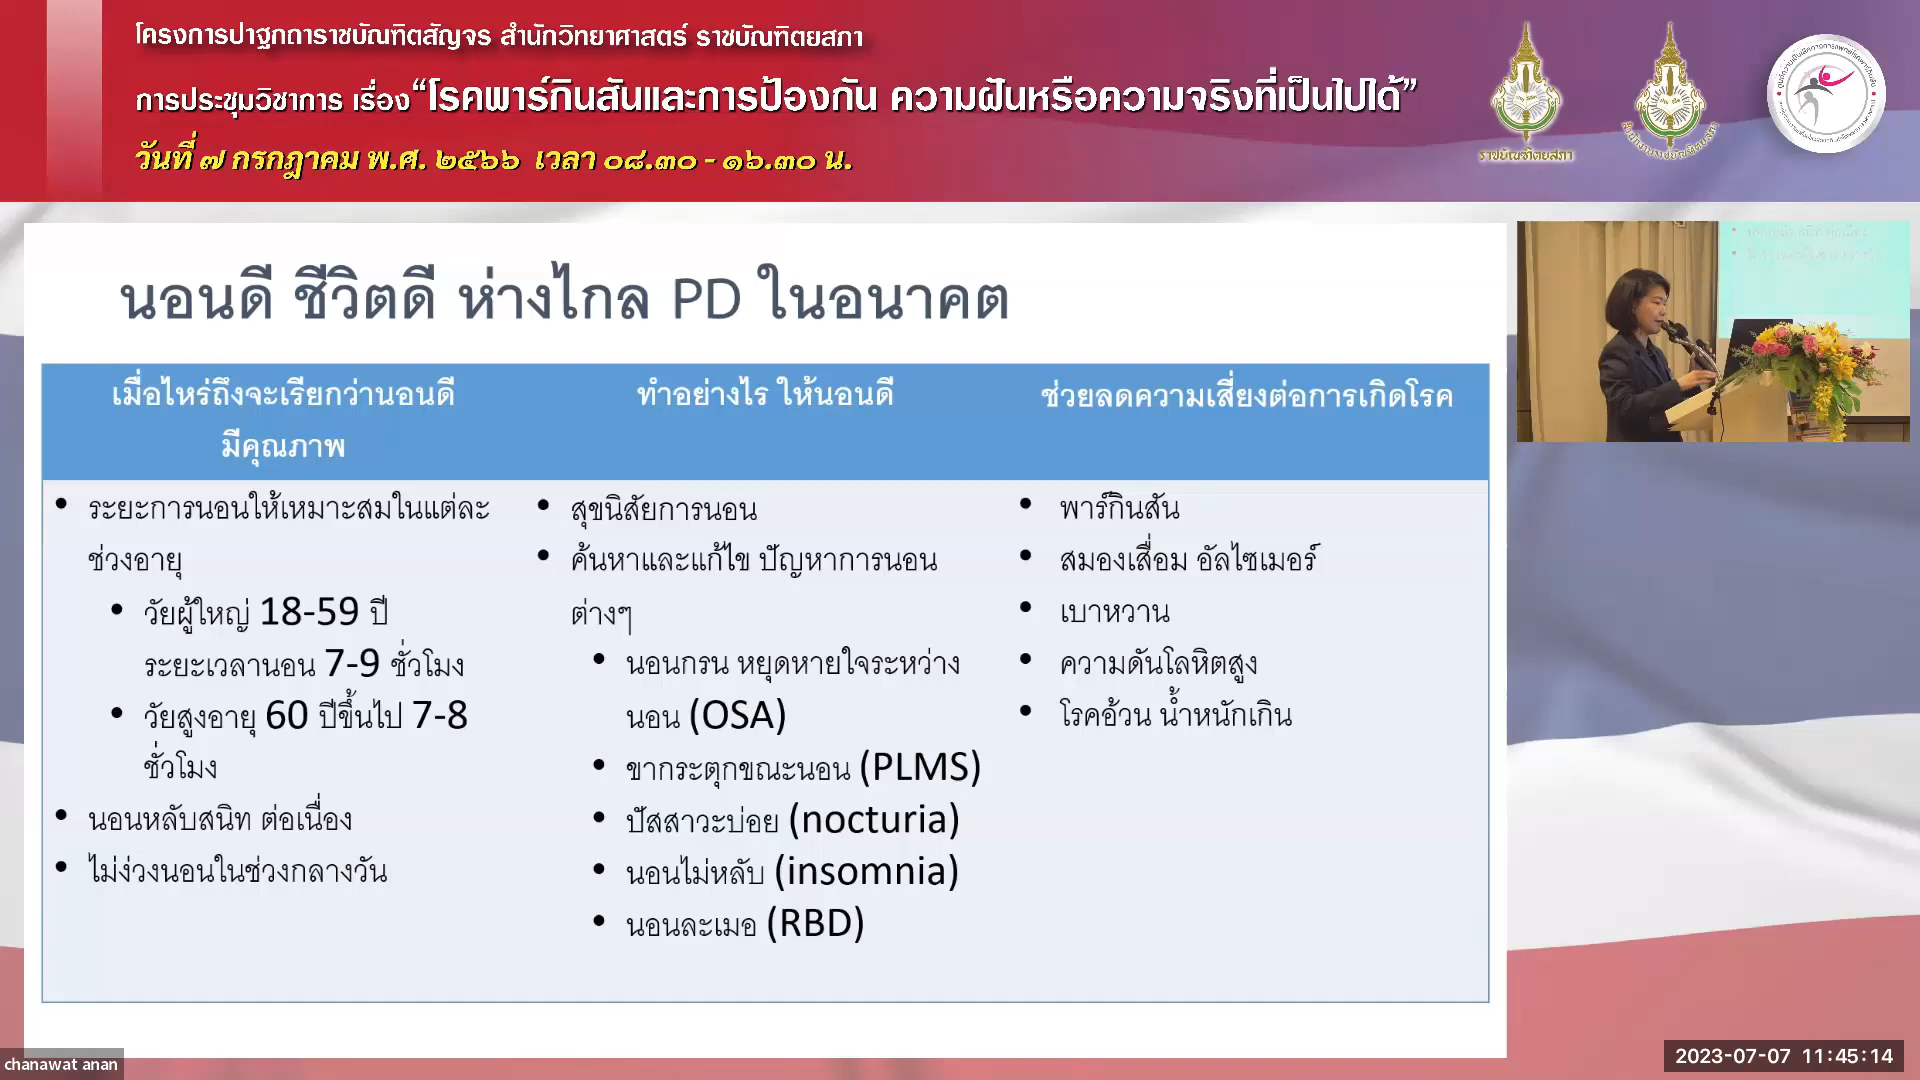 โครงการปาฐกถาราชบัณฑิตสัญจร สำนักวิทยาศาสตร์ ราชบัณฑิตยสภา
การประชุมวิชาการ เรื่อง “โรคพาร์กินสันและการป้องกัน ความฝันหรือความจริงที่เป็นไปได้”
วันที่ ๗ กรกฎาคม พ.ศ. ๒๕๖๖ เวลา ๐๘.๓๐ - ๑๖.๓๐ น.
ราชบัณฑิตยสภา
สำนักงานราชบัณฑิตยสภา
นอนดี ชีวิตดี ห่างไกล PD ในอนาคต
เมื่อไหร่ถึงจะเรียกว่านอนดี
มีคุณภาพ
• ระยะการนอนให้เหมาะสมในแต่ละ
ช่วงอายุ
• วัยผู้ใหญ่ 18-59 ปี
ระยะเวลานอน 7-9 ชั่วโมง
• วัยสูงอายุ 60 ปีขึ้นไป 7-8
ชั่วโมง
• นอนหลับสนิท ต่อเนื่อง
• ไม่ง่วงนอนในช่วงกลางวัน
ทำอย่างไร ให้นอนดี
• สุขนิสัยการนอน
• ค้นหาและแก้ไข ปัญหาการนอน
ต่างๆ
• นอนกรน หยุดหายใจระหว่าง
นอน (OSA)
• ขากระตุกขณะนอน (PLMS)
• ปัสสาวะบ่อย (nocturia)
• นอนไม่หลับ (insomnia)
• นอนละเมอ (RBD)
ช่วยลดความเสี่ยงต่อการเกิดโรค
• พาร์กินสัน
• สมองเสื่อม อัลไซเมอร์
• เบาหวาน
• ความดันโลหิตสูง
• โรคอ้วน น้ำหนักเกิน
chanawat anan
2023-07-07 11:45:14